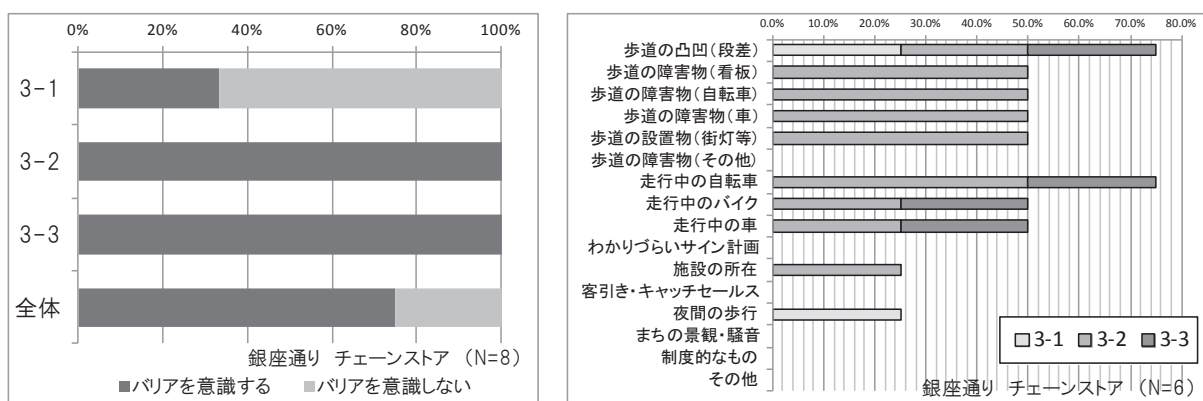 0% 20% 40% 60% 80% 100%
3-1
3-2
3-3
全体
銀座通り チェーンストア (N=8)
■バリアを意識する ■バリアを意識しない
0.0% 10.0% 20.0% 30.0% 40.0% 50.0% 60.0% 70.0% 80.0%
歩道の凸凹(段差)
歩道の障害物(看板)
歩道の障害物(自転車)
歩道の障害物(車)
歩道の設置物(街灯等)
歩道の障害物(その他)
走行中の自転車
走行中のバイク
走行中の車
わかりづらいサイン計画
施設の所在
客引き・キャッチセールス
夜間の歩行
まちの景観・騒音
制度的なもの
その他
3-1 3-2 3-3
銀座通り チェーンストア (N=6)